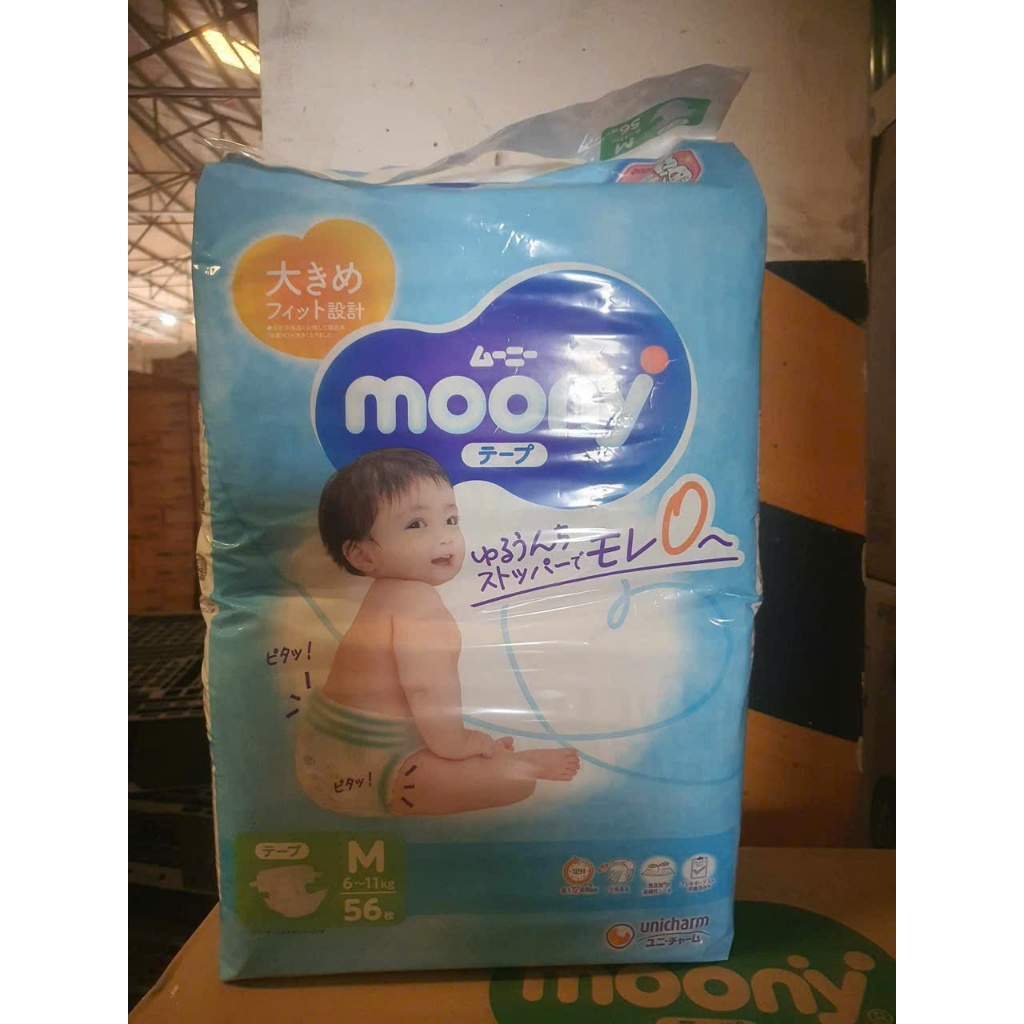 M
56
大きめ
フィット設計
ムーニー
moony
テープ
ゆるうんち
ストッパーでモレ0〜
ピタッ!
ピタッ!
テープ
M
6〜11kg
56枚
unicharm
ユニ・チャーム
moony